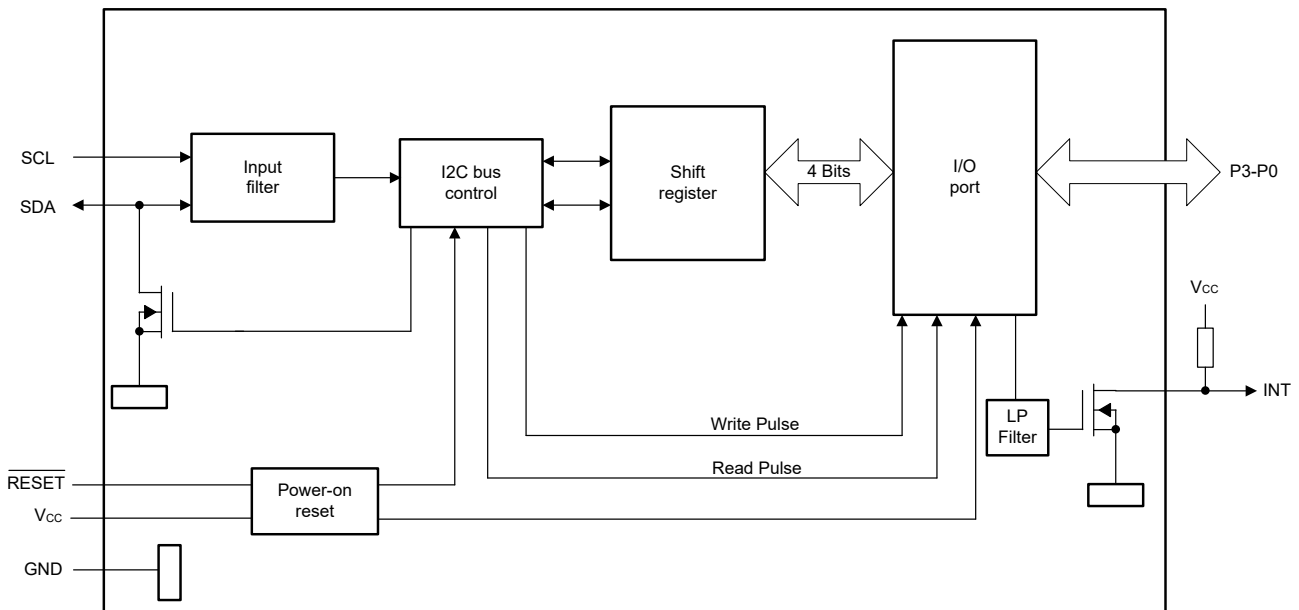 SCL
SDA
Input
filter
I2C bus
control
Shift
register
4 Bits
I/O
port
P3-P0
VCC
INT
LP
Filter
Write Pulse
Read Pulse
RESET
VCC
GND
Power-on
reset